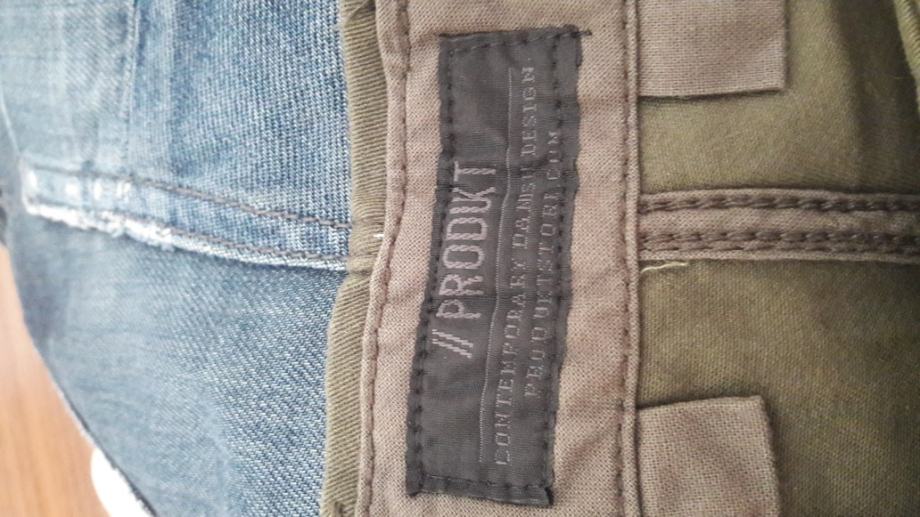 // PRODUKT
CONTEMPORARY DANISH DESIGN
PRODUKTSTORE.COM